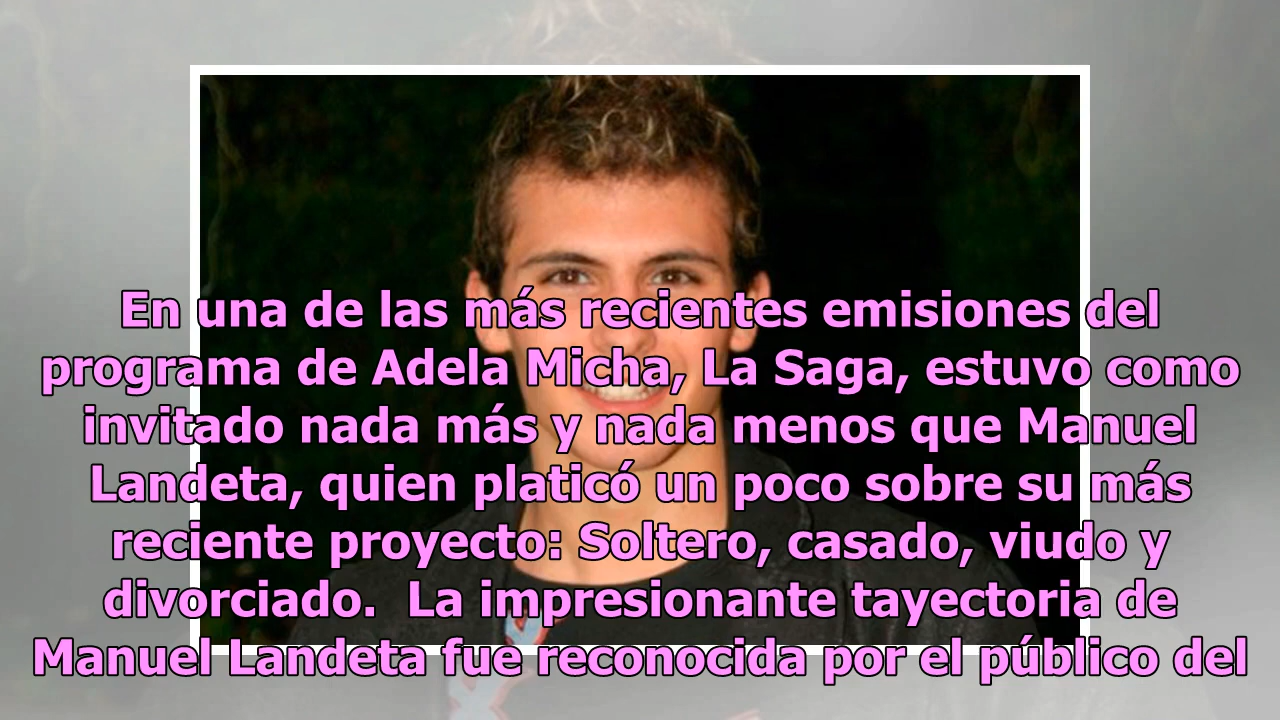 En una de las más recientes emisiones del
programa de Adela Micha, La Saga, estuvo como
invitado nada más y nada menos que Manuel
Landeta, quien platicó un poco sobre su más
reciente proyecto: Soltero, casado, viudo y
divorciado.  La impresionante tayectoria de
Manuel Landeta fue reconocida por el público del